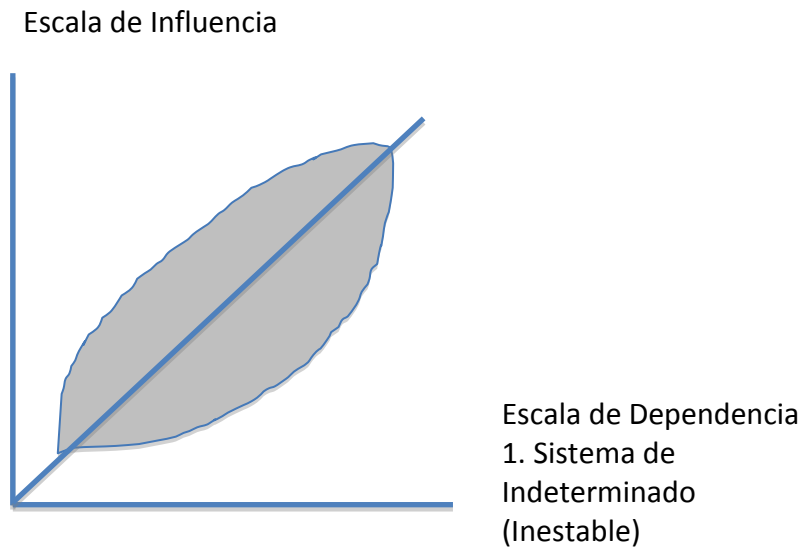 Escala de Influencia
Escala de Dependencia
1. Sistema de
Indeterminado
(Inestable)